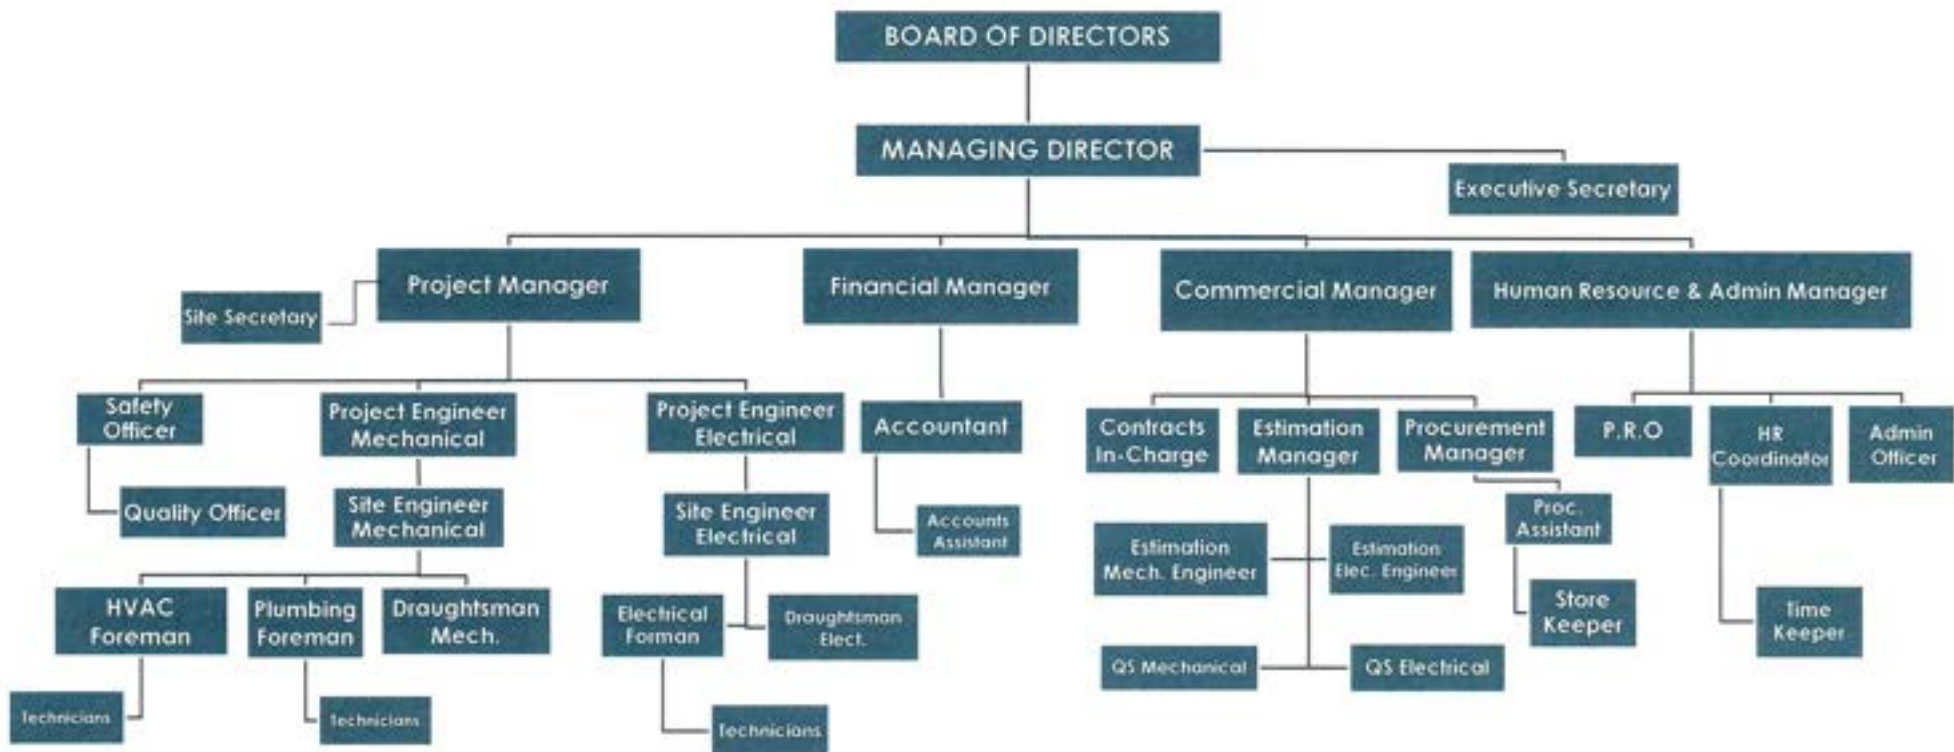 BOARD OF DIRECTORS
MANAGING DIRECTOR
Executive Secretary
Project Manager
Financial Manager
Commercial Manager
Human Resource & Admin Manager
Site Secretary
Safety
Officer
Project Engineer
Mechanical
Project Engineer
Electrical
Accountant
Contracts
In-Charge
Estimation
Manager
Procurement
Manager
P.R.O
HR
Coordinator
Admin
Officer
Quality Officer
Site Engineer
Mechanical
Site Engineer
Electrical
Accounts
Assistant
Estimation
Mech. Engineer
Estimation
Elec. Engineer
Proc.
Assistant
HVAC
Foreman
Plumbing
Foreman
Draughtsman
Mech.
Electrical
Forman
Draughtsman
Elect.
Store
Keeper
Time
Keeper
QS Mechanical
QS Electrical
Technicians
Technicians
Technicians